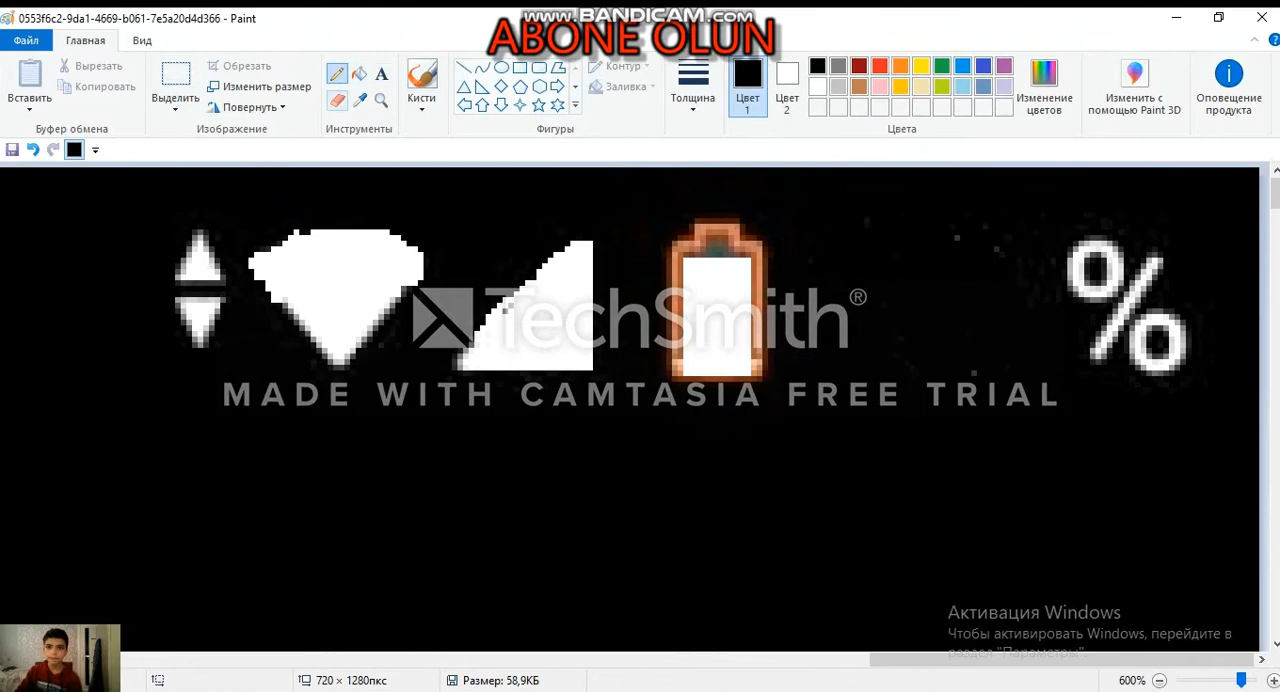 0553f6c2-9da1-4669-b061-7e5a20d4d366 - Paint
www.BANDICAM.com
ABONE OLUN
Файл Главная Вид
Вставить
Вырезать
Копировать
Буфер обмена
Выделить
Обрезать
Изменить размер
Повернуть
Изображение
Инструменты
Кисти
Фигуры
Контур
Заливка
Толщина
Цвет
1
Цвет
2
Изменение
цветов
Цвета
Изменить с
помощью Paint 3D
Оповещение
продукта
%
TechSmith®
MADE WITH CAMTASIA FREE TRIAL
Активация Windows
Чтобы активировать Windows, перейдите в
раздел "Параметры".
720 × 1280пкс
Размер: 58,9КБ
600%